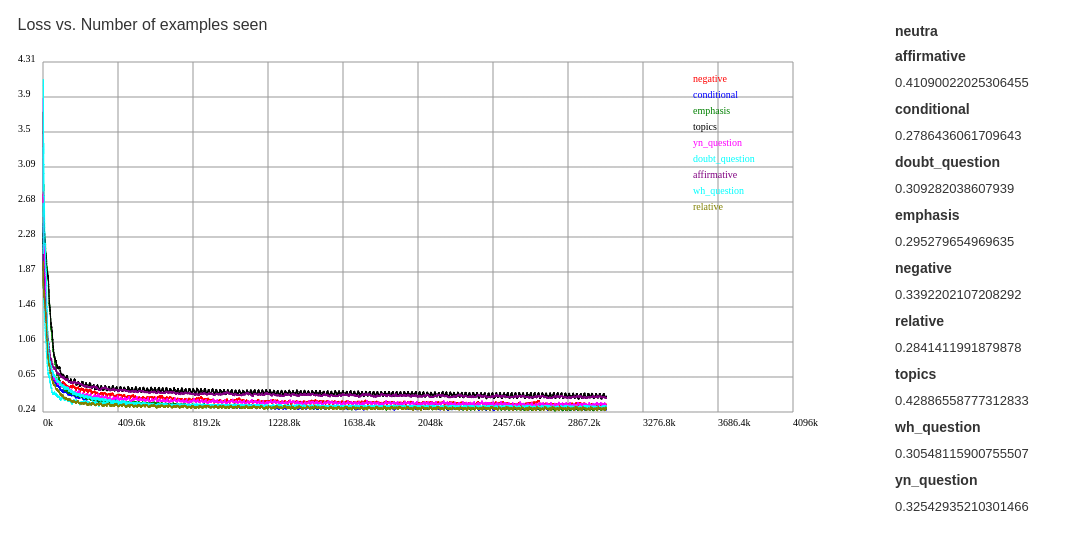 Loss vs. Number of examples seen
4.31
3.9
3.5
3.09
2.68
2.28
1.87
1.46
1.06
0.65
0.24
0k
409.6k
819.2k
1228.8k
1638.4k
2048k
2457.6k
2867.2k
3276.8k
3686.4k
4096k
negative
conditional
emphasis
topics
yn_question
doubt_question
affirmative
wh_question
relative
neutra
affirmative
0.41090022025306455
conditional
0.2786436061709643
doubt_question
0.309282038607939
emphasis
0.295279654969635
negative
0.3392202107208292
relative
0.2841411991879878
topics
0.42886558777312833
wh_question
0.30548115900755507
yn_question
0.32542935210301466